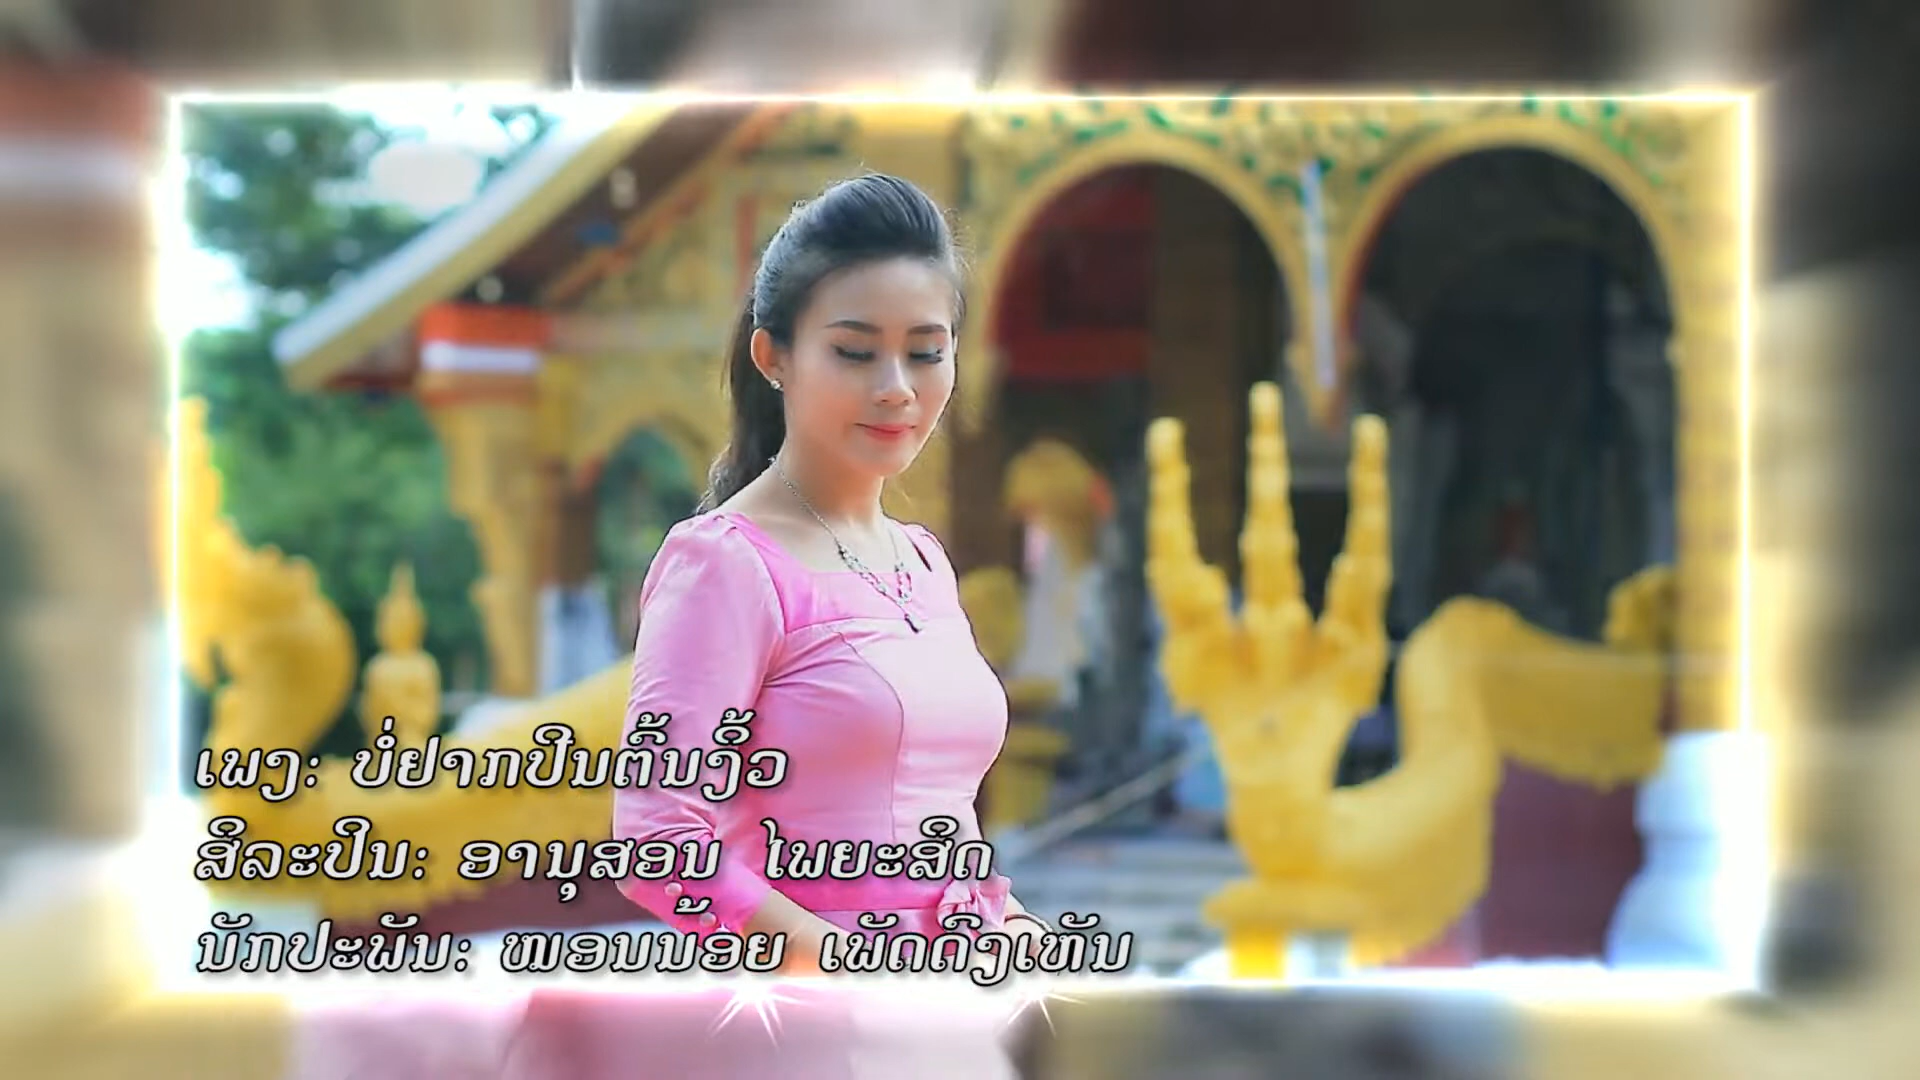 ເພງ: ບໍ່ຢາກປີນຕົ້ນງິ້ວ
ສິລະປິນ: ອານຸສອນ ໄພຍະສິດ
ນັກປະພັນ: ໝອນນ້ອຍ ເພັດດົງເຫັນ